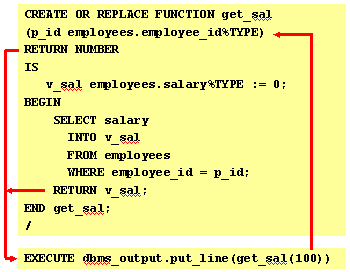 CREATE OR REPLACE FUNCTION get_sal
(p_id employees.employee_id%TYPE)
RETURN NUMBER
IS
v_sal employees.salary%TYPE := 0;
BEGIN
SELECT salary
INTO v_sal
FROM employees
WHERE employee_id = p_id;
RETURN v_sal;
END get_sal;
/
EXECUTE dbms_output.put_line(get_sal(100))